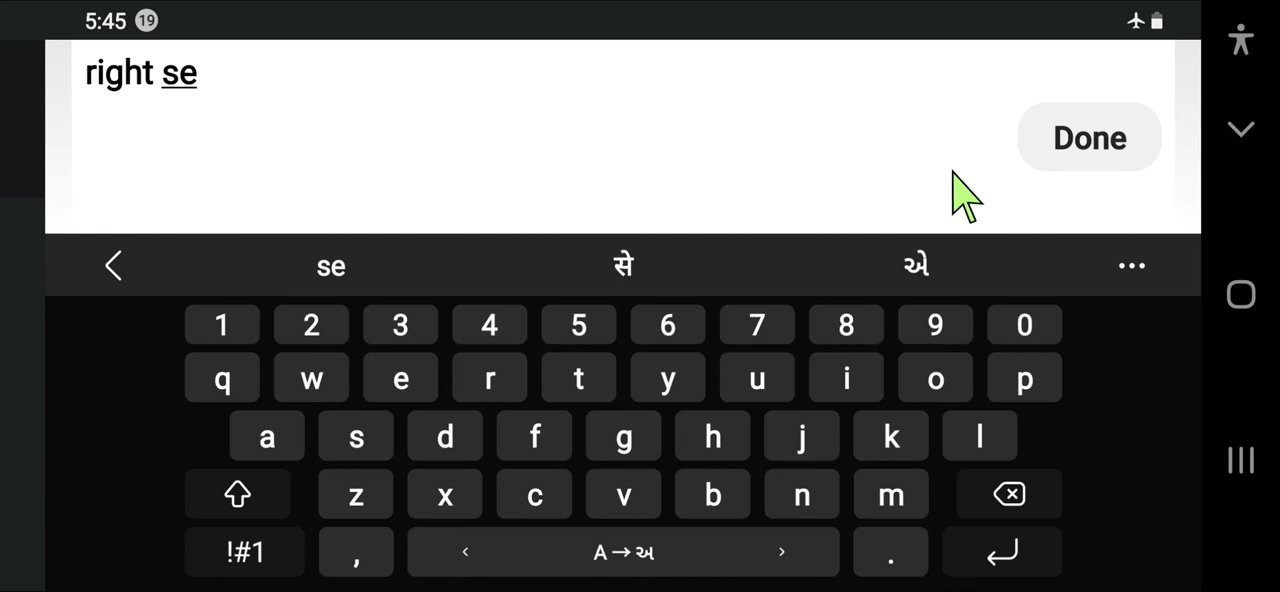 5:45 19
right se
Done
se से એ
1 2 3 4 5 6 7 8 9 0
q w e r t y u i o p
a s d f g h j k l
z x c v b n m
!#1 , < A→અ > .